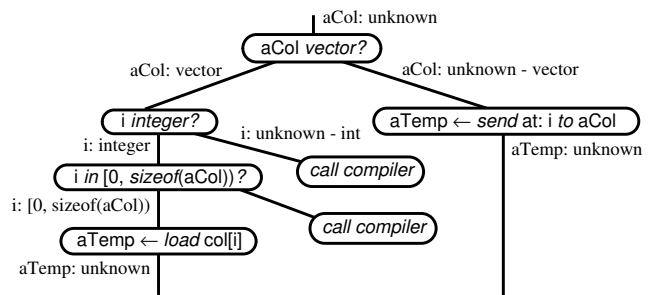 aCol: unknown
aCol vector?
aCol: vector
aCol: unknown - vector
i integer?
i: unknown - int
aTemp ← send at: i to aCol
i: integer
aTemp: unknown
i in [0, sizeof(aCol))?
call compiler
i: [0, sizeof(aCol))
call compiler
aTemp ← load col[i]
aTemp: unknown